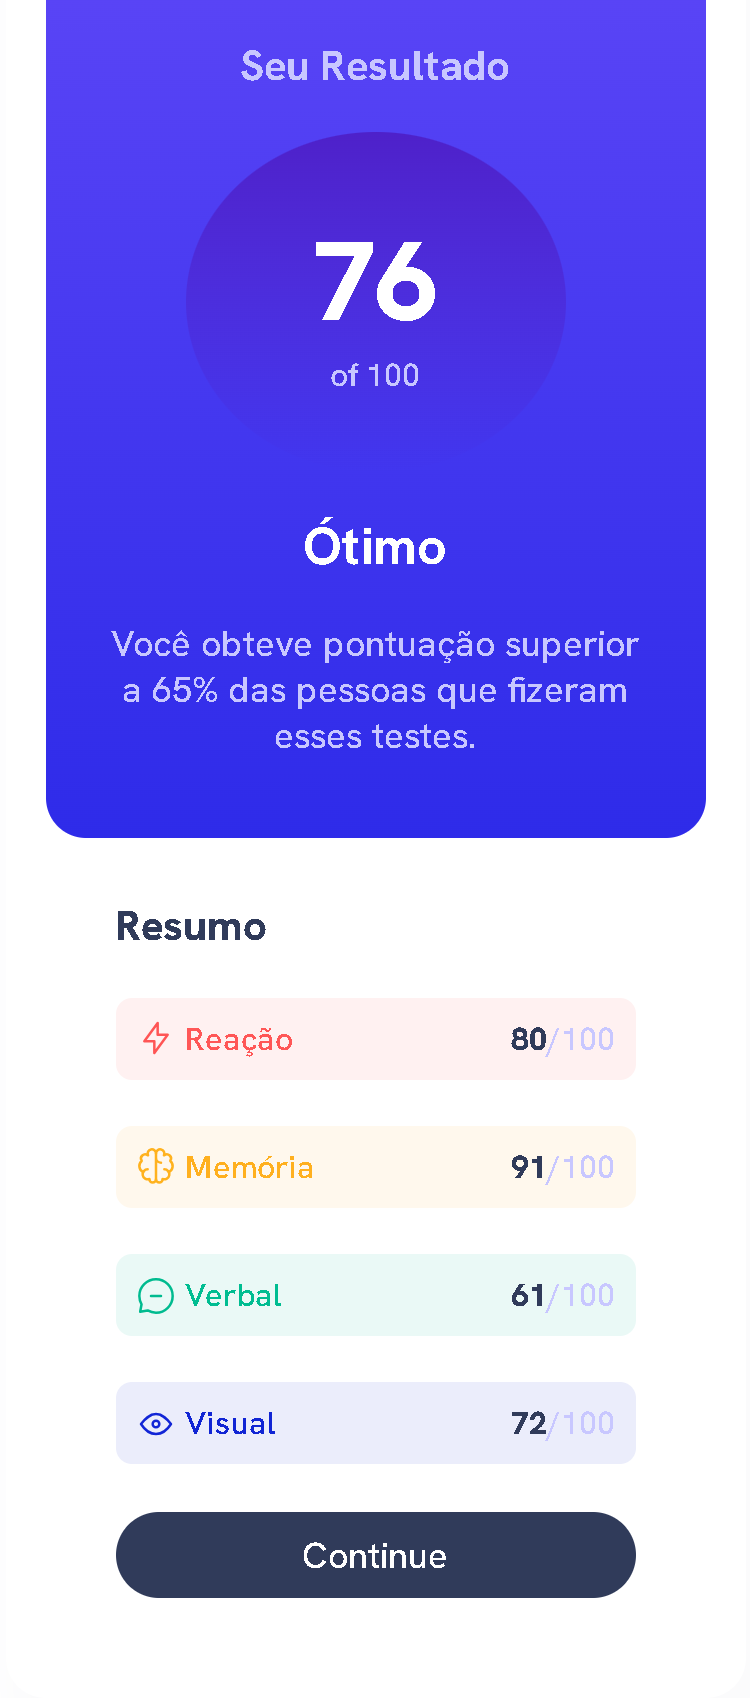 Seu Resultado
76
of 100
Ótimo
Você obteve pontuação superior
a 65% das pessoas que fizeram
esses testes.
Resumo
Reação 80/100
Memória 91/100
Verbal 61/100
Visual 72/100
Continue